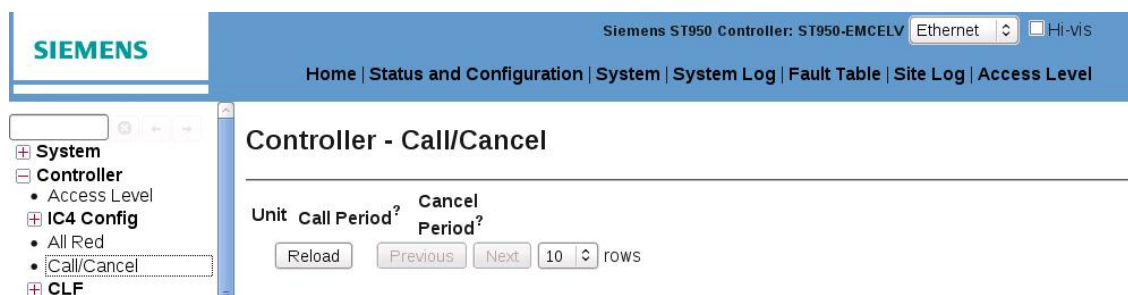 SIEMENS
Siemens ST950 Controller: ST950-EMCELV Ethernet Hi-vis
Home | Status and Configuration | System | System Log | Fault Table | Site Log | Access Level
System
Controller
Access Level
IC4 Config
All Red
Call/Cancel
CLF
Controller - Call/Cancel
Unit Call Period? Cancel Period?
Reload Previous Next 10 rows